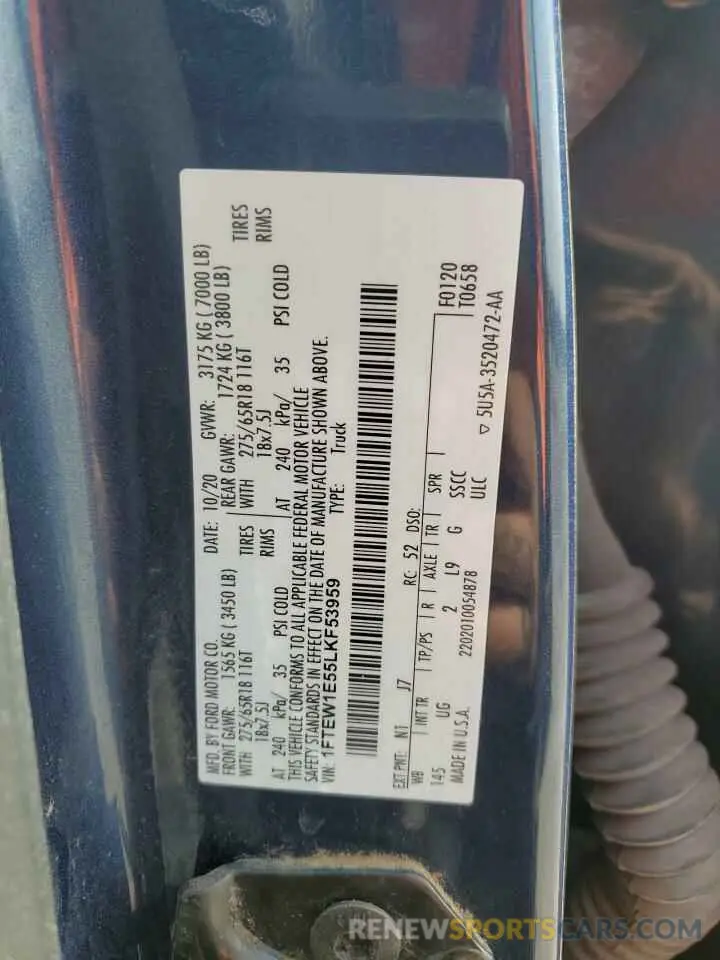 MFD. BY FORD MOTOR CO.
DATE: 10/20 GVWR: 3175 KG ( 7000 LB)
FRONT GAWR: 1565 KG ( 3450 LB) REAR GAWR: 1724 KG ( 3800 LB)
WITH 275/65R18 116T TIRES WITH 275/65R18 116T TIRES
18x7.5J RIMS 18x7.5J RIMS
AT 240 kPa/ 35 PSI COLD AT 240 kPa/ 35 PSI COLD
THIS VEHICLE CONFORMS TO ALL APPLICABLE FEDERAL MOTOR VEHICLE
SAFETY STANDARDS IN EFFECT ON THE DATE OF MANUFACTURE SHOWN ABOVE.
VIN: 1FTEW1E55LKF53959 TYPE: Truck
EXT PNT: N1 J7 RC: 52 DSO: F0120
WB INT TR TP/PS R AXLE TR SPR T0658
145 UG 2 L9 G SSCC
MADE IN U.S.A. 2202010054878 ULC ▽ 5U5A-3520472-AA
RENEWSPORTSCARS.COM